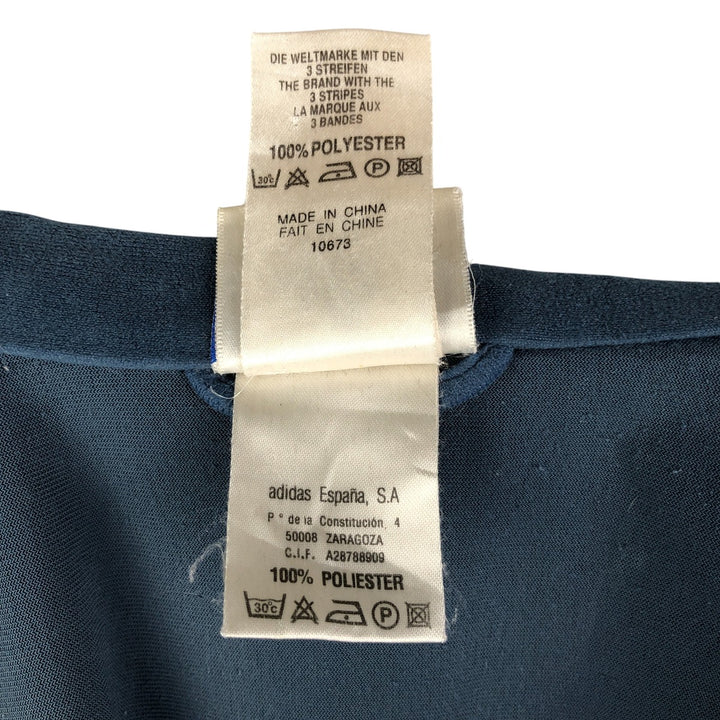 DIE WELTMARKE MIT DEN
3 STREIFEN
THE BRAND WITH THE
3 STRIPES
LA MARQUE AUX
3 BANDES
100% POLYESTER
30°C P
MADE IN CHINA
FAIT EN CHINE
10673
adidas España, S.A
P° de la Constitución, 4
50008 ZARAGOZA
C.I.F. A28788909
100% POLIESTER
30°C P